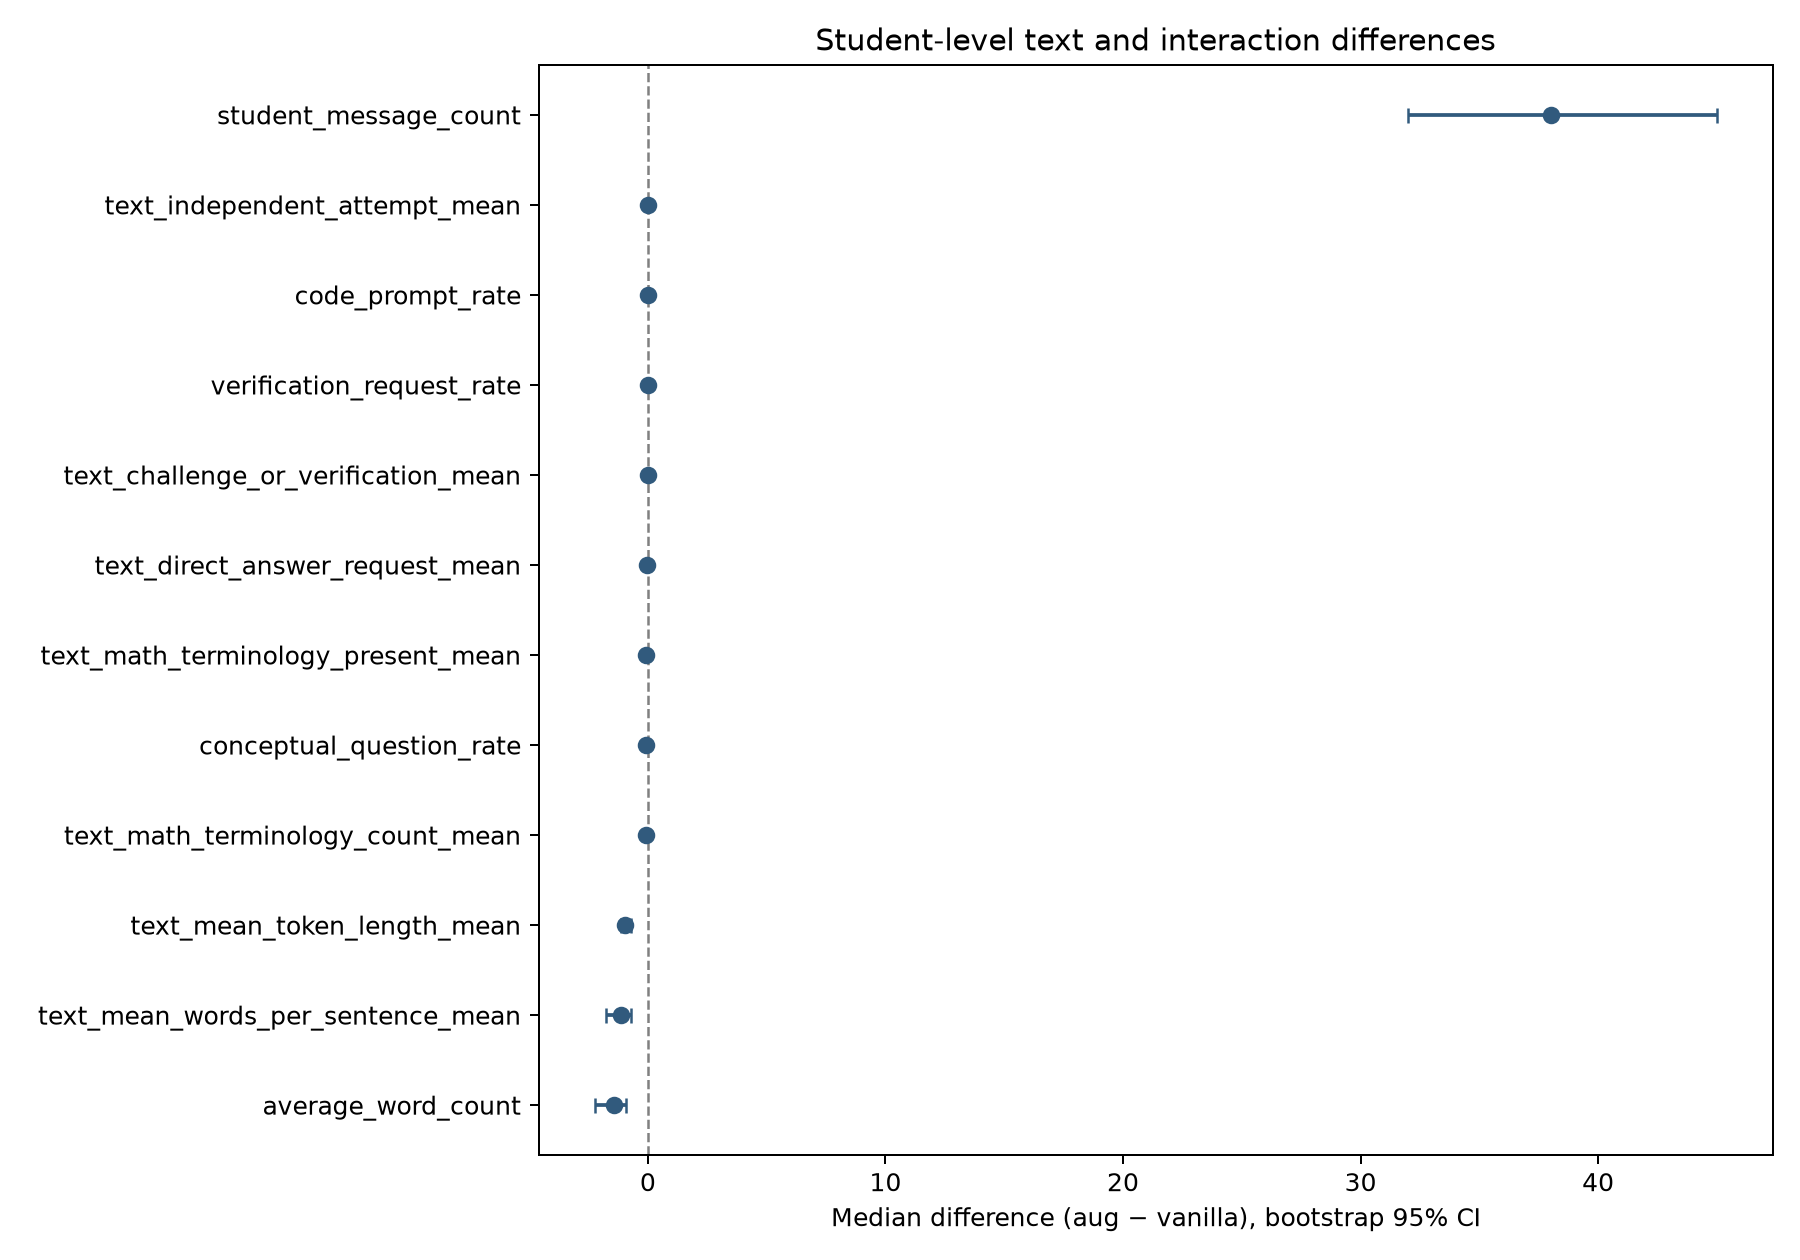 Student-level text and interaction differences
student_message_count
text_independent_attempt_mean
code_prompt_rate
verification_request_rate
text_challenge_or_verification_mean
text_direct_answer_request_mean
text_math_terminology_present_mean
conceptual_question_rate
text_math_terminology_count_mean
text_mean_token_length_mean
text_mean_words_per_sentence_mean
average_word_count
0 10 20 30 40
Median difference (aug − vanilla), bootstrap 95% CI